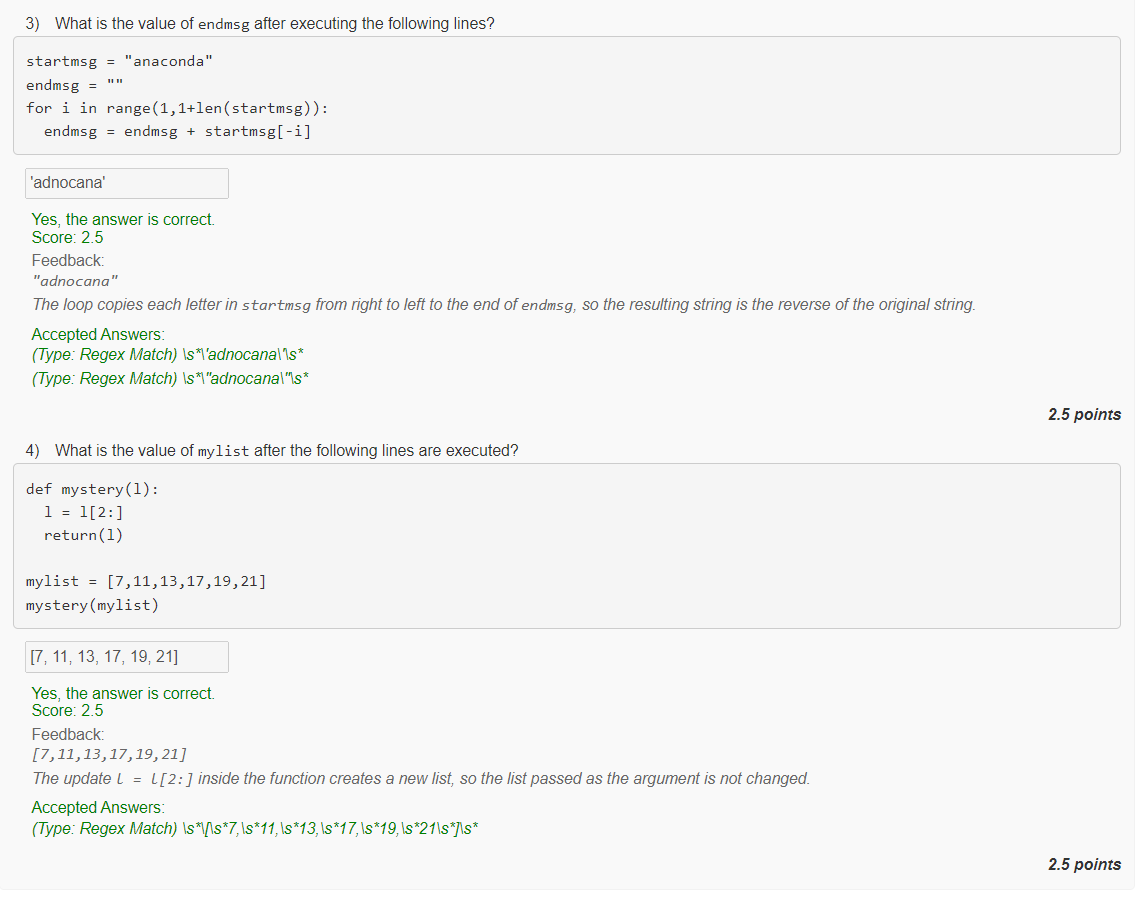 3) What is the value of endmsg after executing the following lines?
startmsg = "anaconda"
endmsg = ""
for i in range(1,1+len(startmsg)):
  endmsg = endmsg + startmsg[-i]
'adnocana'
Yes, the answer is correct.
Score: 2.5
Feedback:
"adnocana"
The loop copies each letter in startmsg from right to left to the end of endmsg, so the resulting string is the reverse of the original string.
Accepted Answers:
(Type: Regex Match) \s*\'adnocana\'\s*
(Type: Regex Match) \s*\"adnocana\"\s*
2.5 points
4) What is the value of mylist after the following lines are executed?
def mystery(l):
  l = l[2:]
  return(l)
mylist = [7,11,13,17,19,21]
mystery(mylist)
[7, 11, 13, 17, 19, 21]
Yes, the answer is correct.
Score: 2.5
Feedback:
[7,11,13,17,19,21]
The update l = l[2:] inside the function creates a new list, so the list passed as the argument is not changed.
Accepted Answers:
(Type: Regex Match) \s*\[\s*7,\s*11,\s*13,\s*17,\s*19,\s*21\s*]\s*
2.5 points